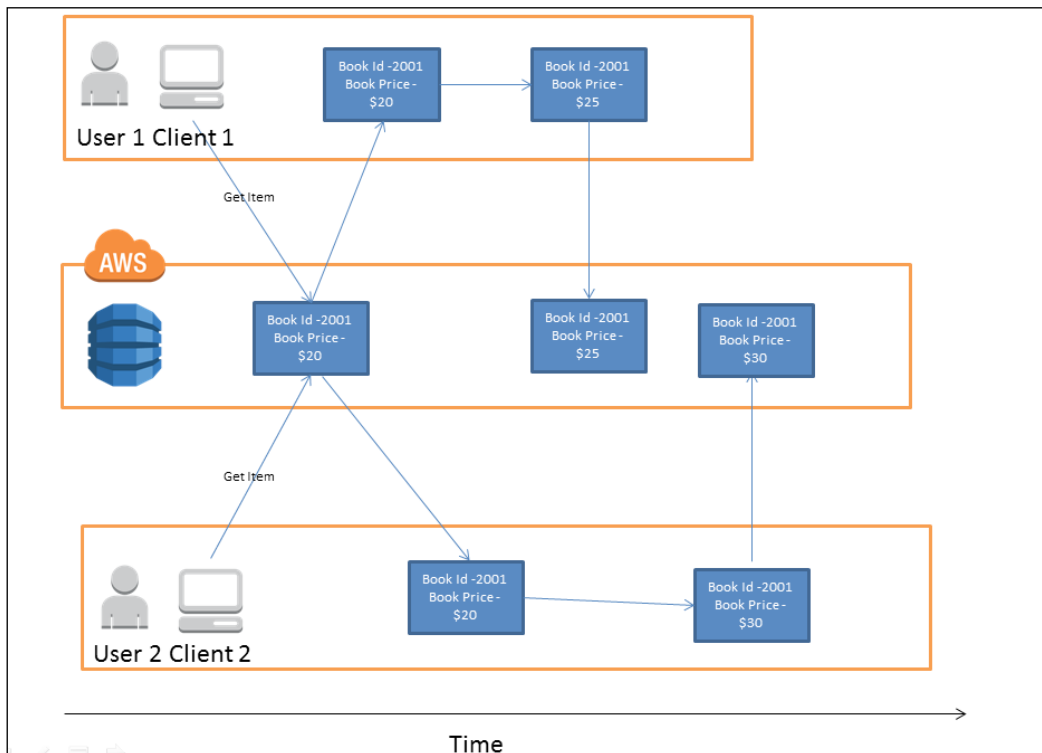 Book Id -2001
Book Price -
$20
Book Id -2001
Book Price -
$25
User 1 Client 1
Get Item
AWS
Book Id -2001
Book Price -
$20
Book Id -2001
Book Price -
$25
Book Id -2001
Book Price -
$30
Get Item
Book Id -2001
Book Price -
$20
Book Id -2001
Book Price -
$30
User 2 Client 2
Time